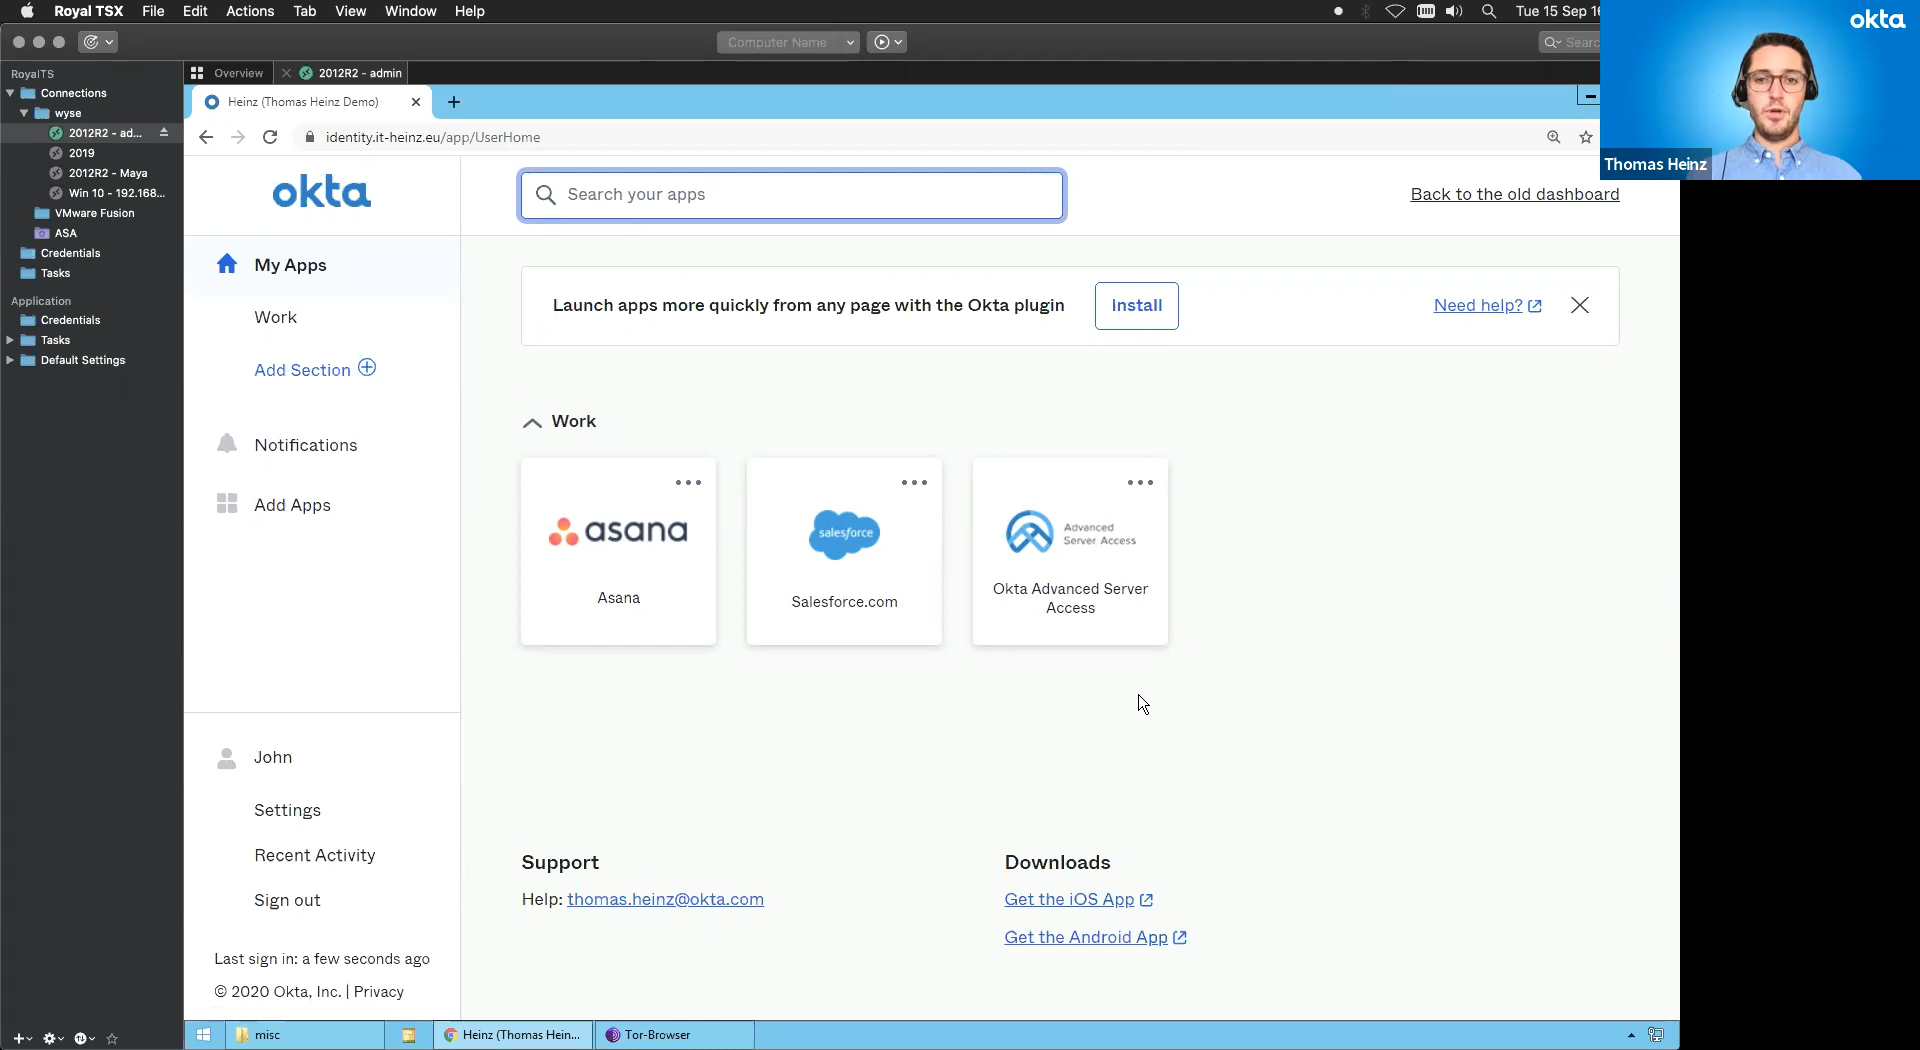 Royal TSX File Edit Actions Tab View Window Help
Tue 15 Sep 16
okta
Computer Name
Searc
Thomas Heinz
RoyalTS
Connections
wyse
2012R2 - ad...
2019
2012R2 - Maya
Win 10 - 192.168...
VMware Fusion
ASA
Credentials
Tasks
Application
Credentials
Tasks
Default Settings
Overview
2012R2 - admin
Heinz (Thomas Heinz Demo)
identity.it-heinz.eu/app/UserHome
okta
Search your apps
Back to the old dashboard
My Apps
Work
Add Section
Notifications
Add Apps
Launch apps more quickly from any page with the Okta plugin
Install
Need help?
Work
asana
Asana
salesforce
Salesforce.com
Advanced
Server Access
Okta Advanced Server
Access
John
Settings
Recent Activity
Sign out
Last sign in: a few seconds ago
© 2020 Okta, Inc. | Privacy
Support
Help: thomas.heinz@okta.com
Downloads
Get the iOS App
Get the Android App
misc
Heinz (Thomas Hein...
Tor-Browser